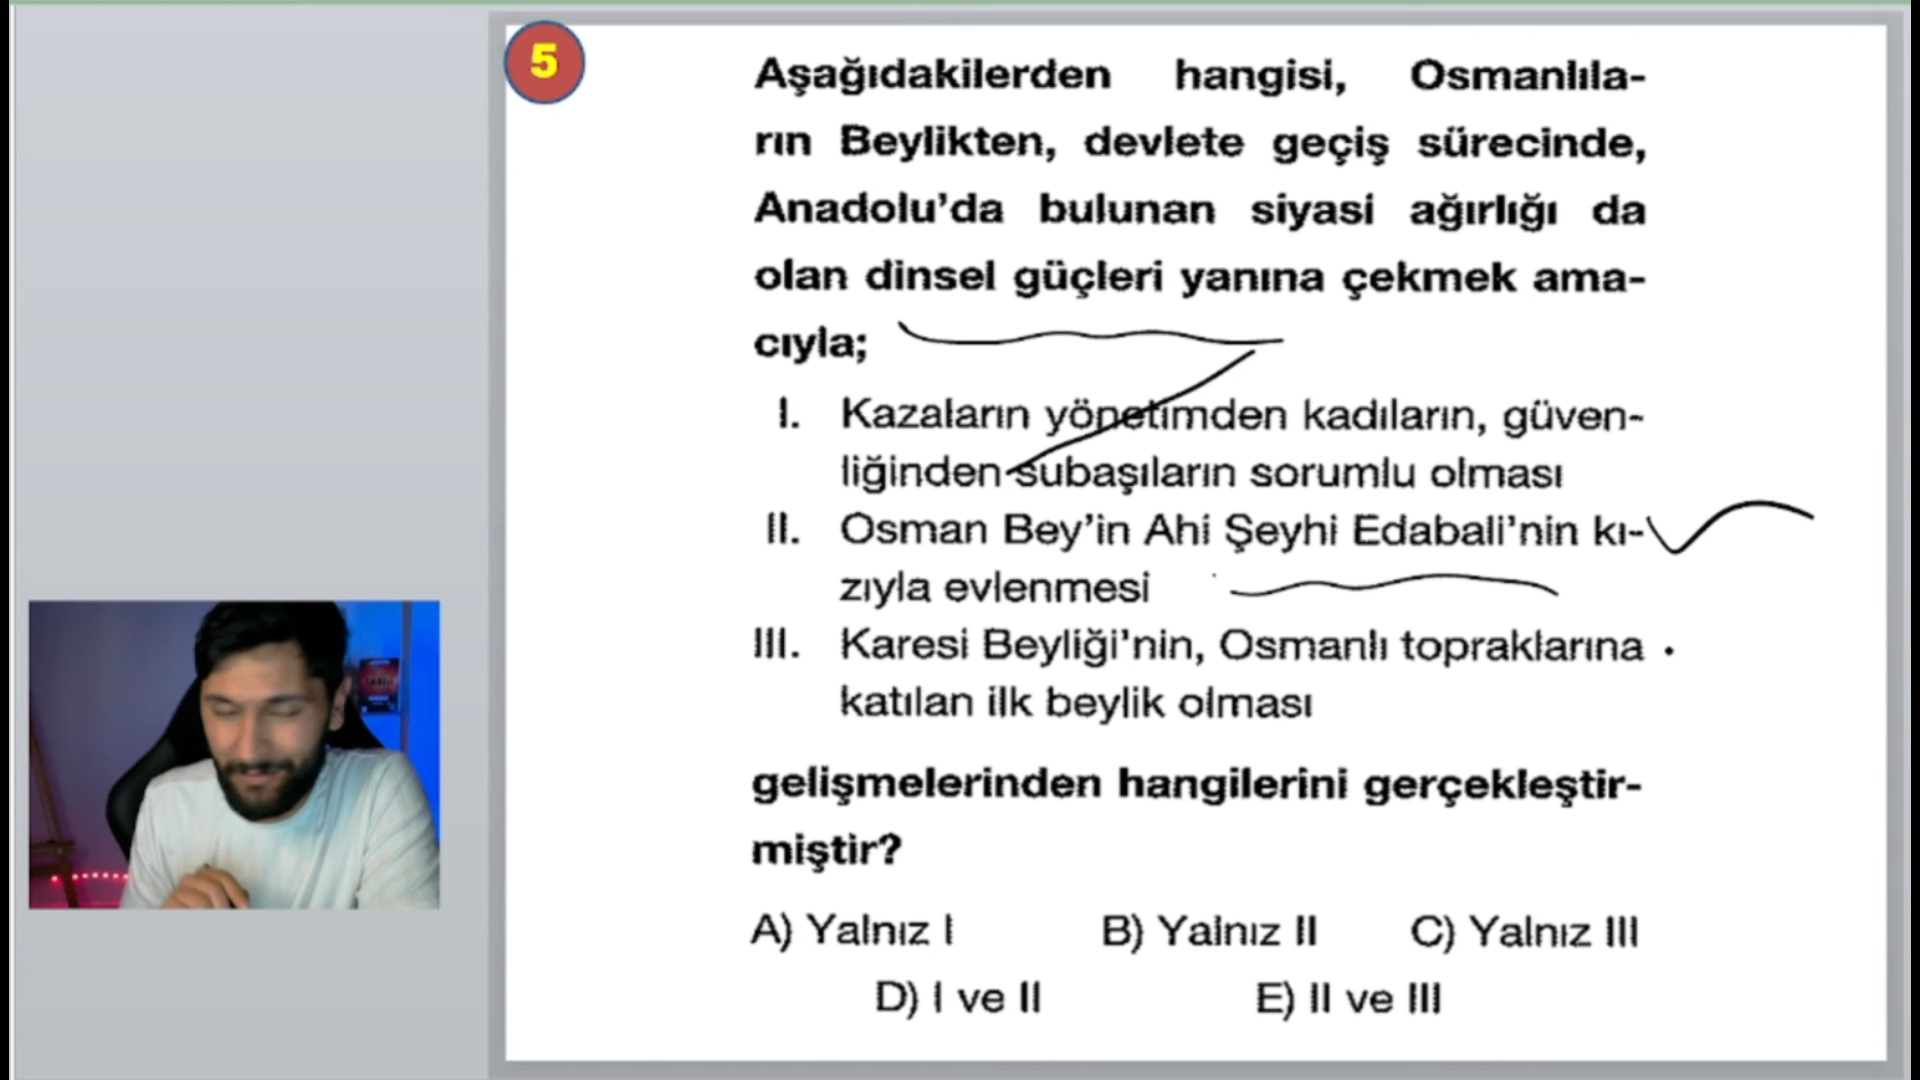 5
Aşağıdakilerden hangisi, Osmanlıla-
rın Beylikten, devlete geçiş sürecinde,
Anadolu'da bulunan siyasi ağırlığı da
olan dinsel güçleri yanına çekmek ama-
cıyla;
I. Kazaların yönetimden kadıların, güven-
liğinden subaşıların sorumlu olması
II. Osman Bey'in Ahi Şeyhi Edabali'nin kı-
zıyla evlenmesi
III. Karesi Beyliği'nin, Osmanlı topraklarına
katılan ilk beylik olması
gelişmelerinden hangilerini gerçekleştir-
miştir?
A) Yalnız I B) Yalnız II C) Yalnız III
D) I ve II E) II ve III